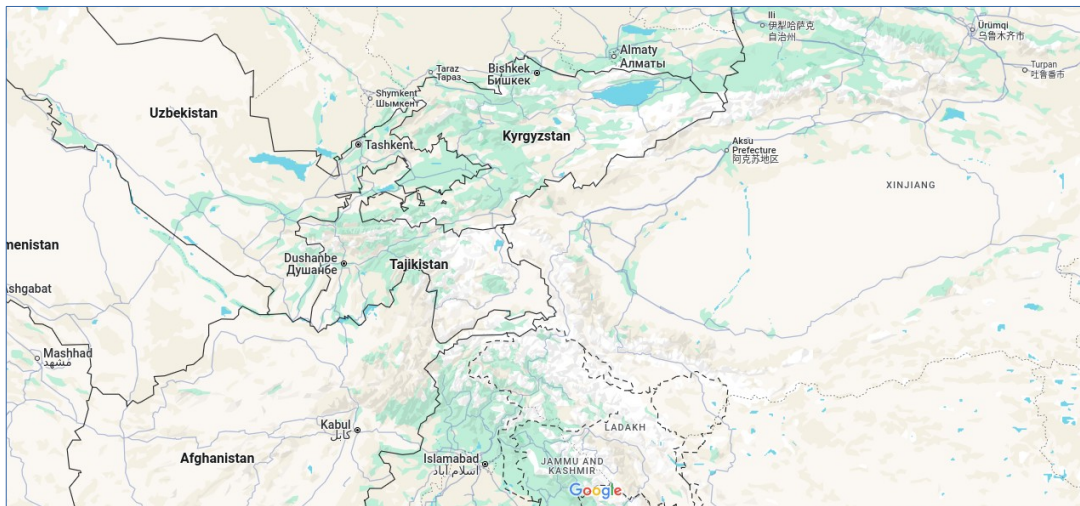 Ili
伊犁哈萨克
自治州
Ürümqi
乌鲁木齐市
Almaty
Алматы
Bishkek
Бишкек
Taraz
Тараз
Turpan
吐鲁番市
Shymkent
Шымкент
Uzbekistan
Kyrgyzstan
Tashkent
Aksu
Prefecture
阿克苏地区
XINJIANG
menistan
Dushanbe
Душанбе
Tajikistan
Ashgabat
Mashhad
مشهد
Kabul
کابل
LADAKH
Afghanistan
Islamabad
اسلام آباد
JAMMU AND
KASHMIR
Google